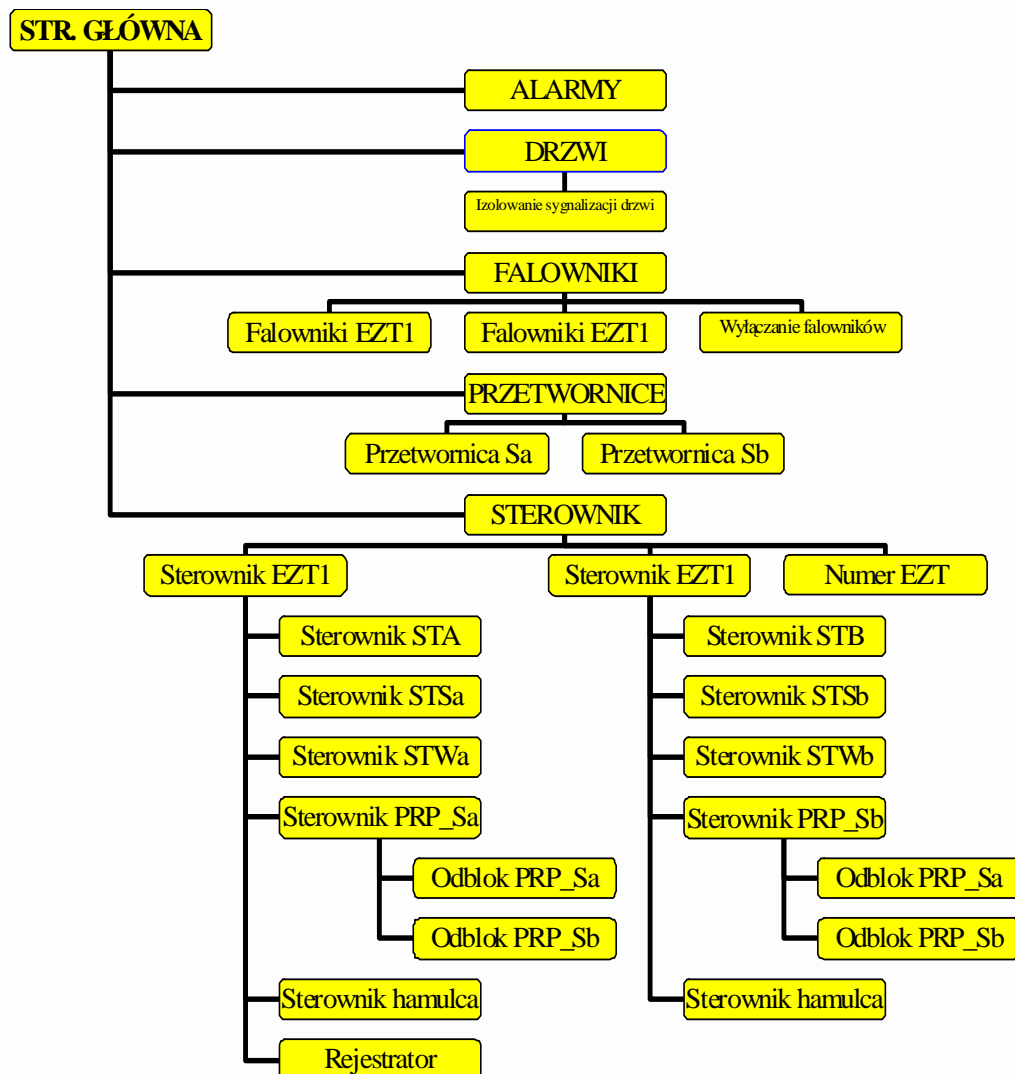 STR. GŁÓWNA
ALARMY
DRZWI
Izolowanie sygnalizacji drzwi
FALOWNIKI
Falowniki EZT1
Falowniki EZT1
Wyłączanie falowników
PRZETWORNICE
Przetwornica Sa
Przetwornica Sb
STEROWNIK
Sterownik EZT1
Sterownik EZT1
Numer EZT
Sterownik STA
Sterownik STB
Sterownik STSa
Sterownik STSb
Sterownik STWa
Sterownik STWb
Sterownik PRP_Sa
Sterownik PRP_Sb
Odblok PRP_Sa
Odblok PRP_Sa
Odblok PRP_Sb
Odblok PRP_Sb
Sterownik hamulca
Sterownik hamulca
Rejestrator